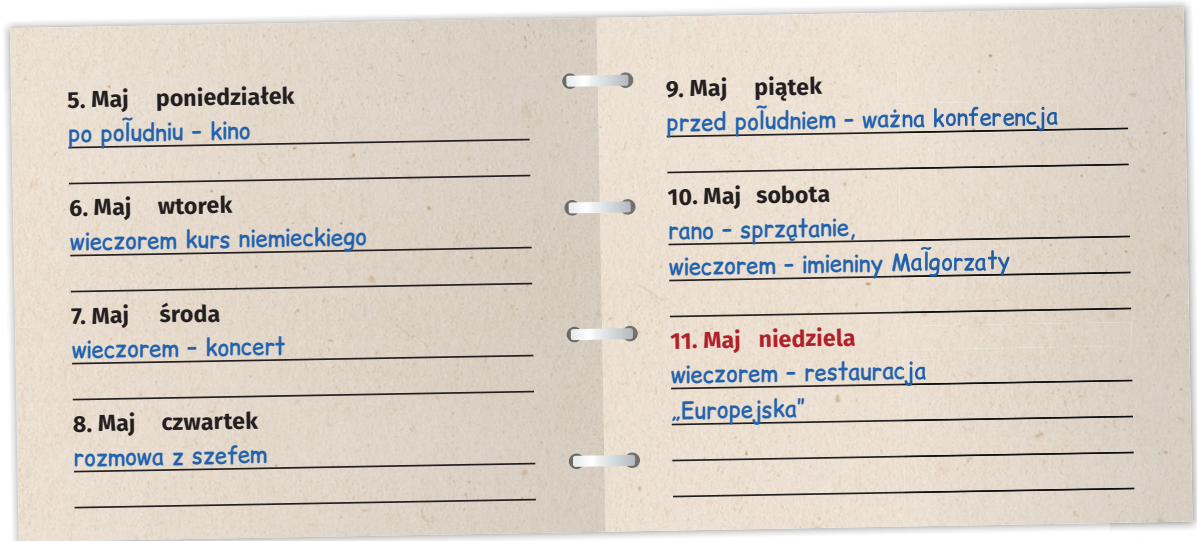 5. Maj poniedziałek
po południu – kino
6. Maj wtorek
wieczorem kurs niemieckiego
7. Maj środa
wieczorem – koncert
8. Maj czwartek
rozmowa z szefem
9. Maj piątek
przed południem – ważna konferencja
10. Maj sobota
rano – sprzątanie,
wieczorem – imieniny Małgorzaty
11. Maj niedziela
wieczorem – restauracja
„Europejska”